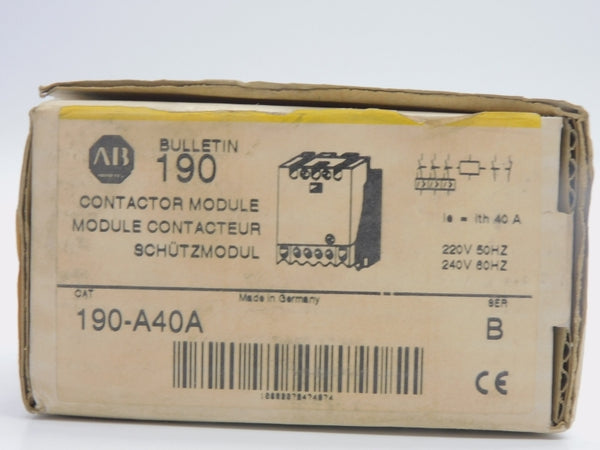 AB
BULLETIN
190
CONTACTOR MODULE
MODULE CONTACTEUR
SCHÜTZMODUL
Ie = Ith 40 A
220V 50HZ
240V 60HZ
CAT
Made in Germany
SER
190-A40A
B
CE